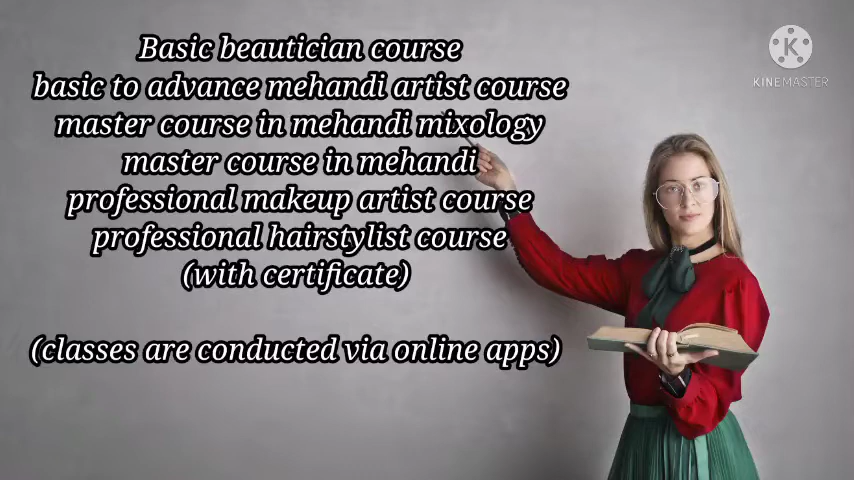 Basic beautician course
basic to advance mehandi artist course
master course in mehandi mixology
master course in mehandi
professional makeup artist course
professional hairstylist course
(with certificate)
(classes are conducted via online apps)
K
KINEMASTER